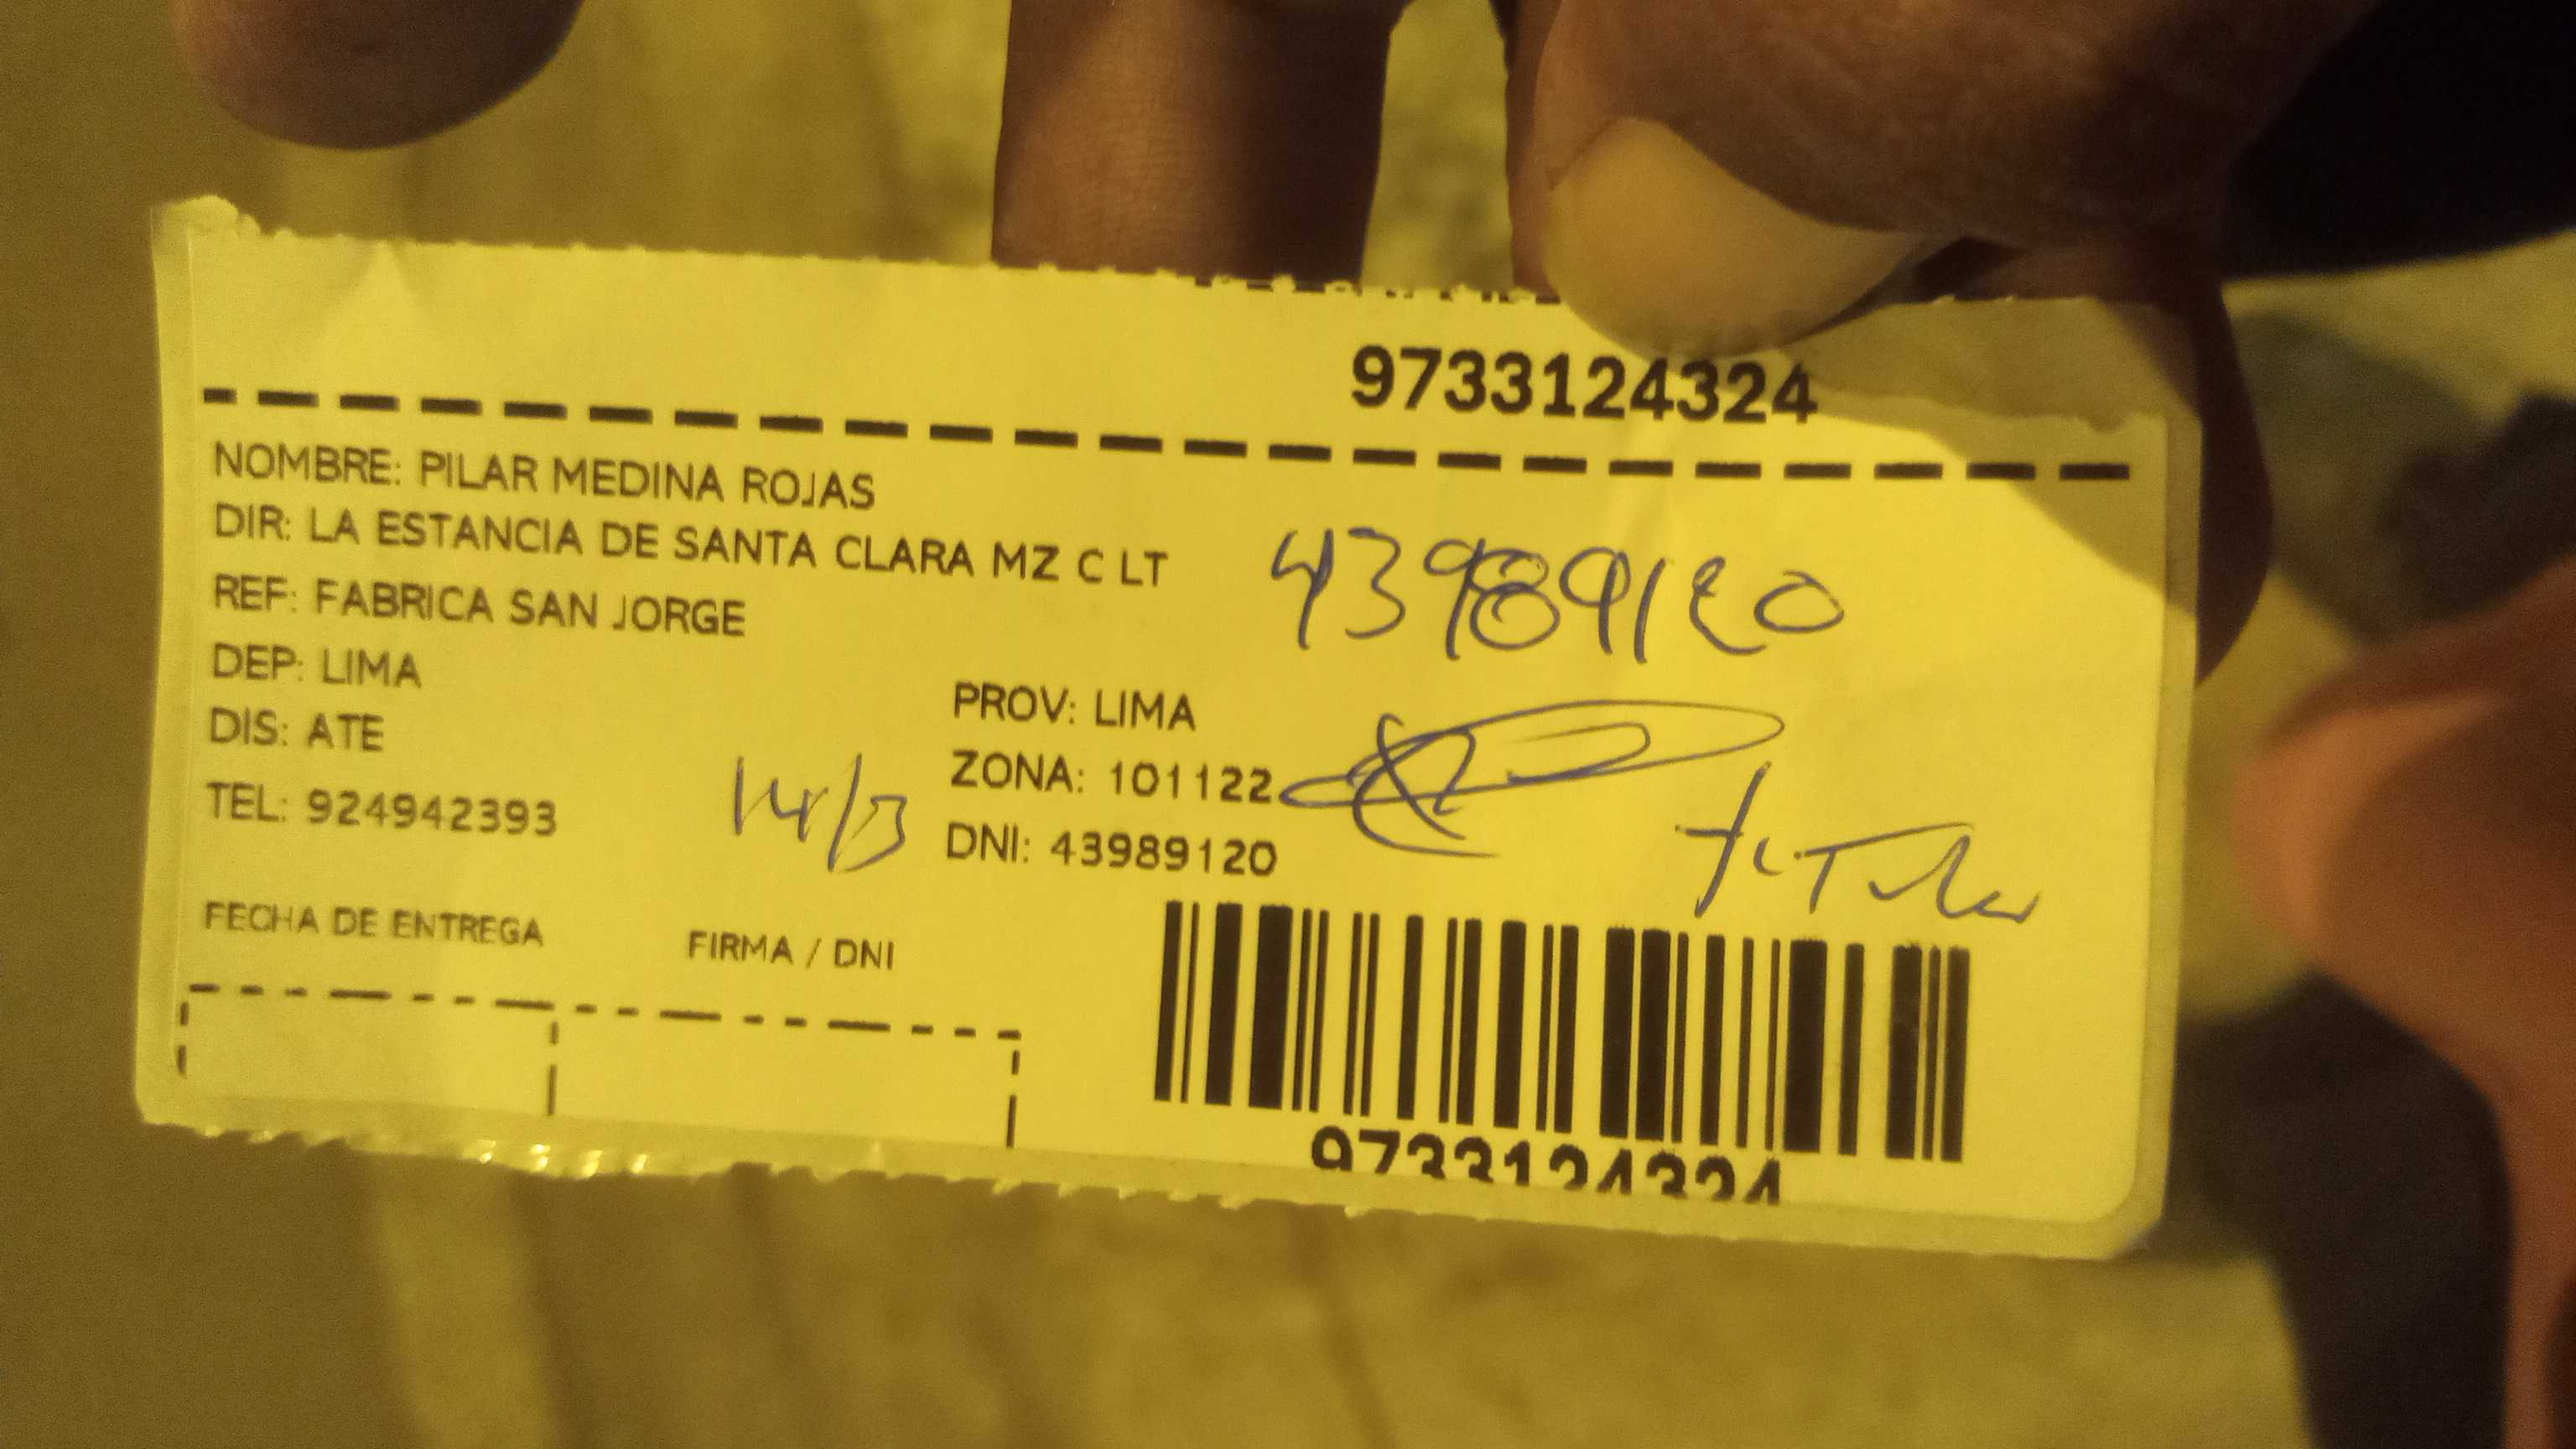 9733124324
NOMBRE: PILAR MEDINA ROJAS
DIR: LA ESTANCIA DE SANTA CLARA MZ C LT
43989120
REF: FABRICA SAN JORGE
DEP: LIMA
PROV: LIMA
DIS: ATE
ZONA: 101122
TEL: 924942393
14/3
DNI: 43989120
FECHA DE ENTREGA
FIRMA / DNI
9733124324